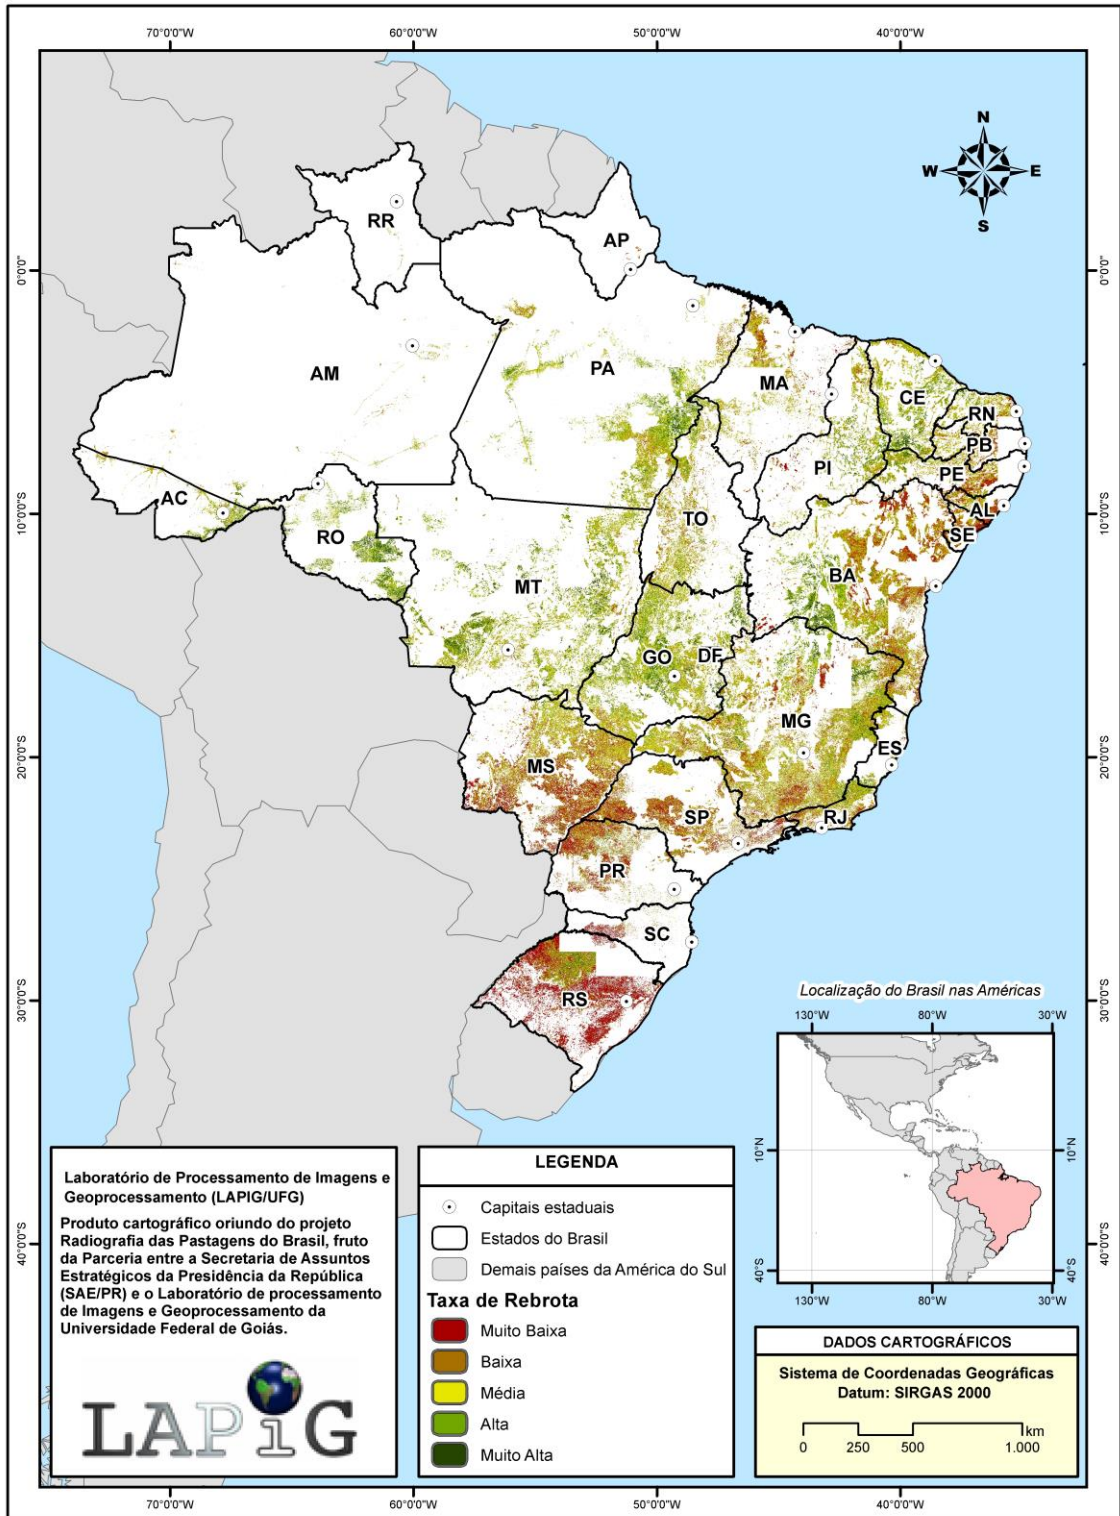 70°0'0"W 60°0'0"W 50°0'0"W 40°0'0"W
N
W E
S
0°0'0" 0°0'0"
10°0'0"S 10°0'0"S
20°0'0"S 20°0'0"S
30°0'0"S 30°0'0"S
40°0'0"S 40°0'0"S
RR
AP
AM
PA
MA
CE
RN
PB
PE
PI
AL
SE
AC
RO
TO
BA
MT
GO
DF
MG
ES
MS
SP
RJ
PR
SC
RS
Localização do Brasil nas Américas
130°W 80°W 30°W
10°N 10°N
40°S 40°S
130°W 80°W 30°W
Laboratório de Processamento de Imagens e
Geoprocessamento (LAPIG/UFG)
Produto cartográfico oriundo do projeto
Radiografia das Pastagens do Brasil, fruto
da Parceria entre a Secretaria de Assuntos
Estratégicos da Presidência da República
(SAE/PR) e o Laboratório de processamento
de Imagens e Geoprocessamento da
Universidade Federal de Goiás.
LAPiG
LEGENDA
Capitais estaduais
Estados do Brasil
Demais países da América do Sul
Taxa de Rebrota
Muito Baixa
Baixa
Média
Alta
Muito Alta
DADOS CARTOGRÁFICOS
Sistema de Coordenadas Geográficas
Datum: SIRGAS 2000
km
0 250 500 1.000
70°0'0"W 60°0'0"W 50°0'0"W 40°0'0"W